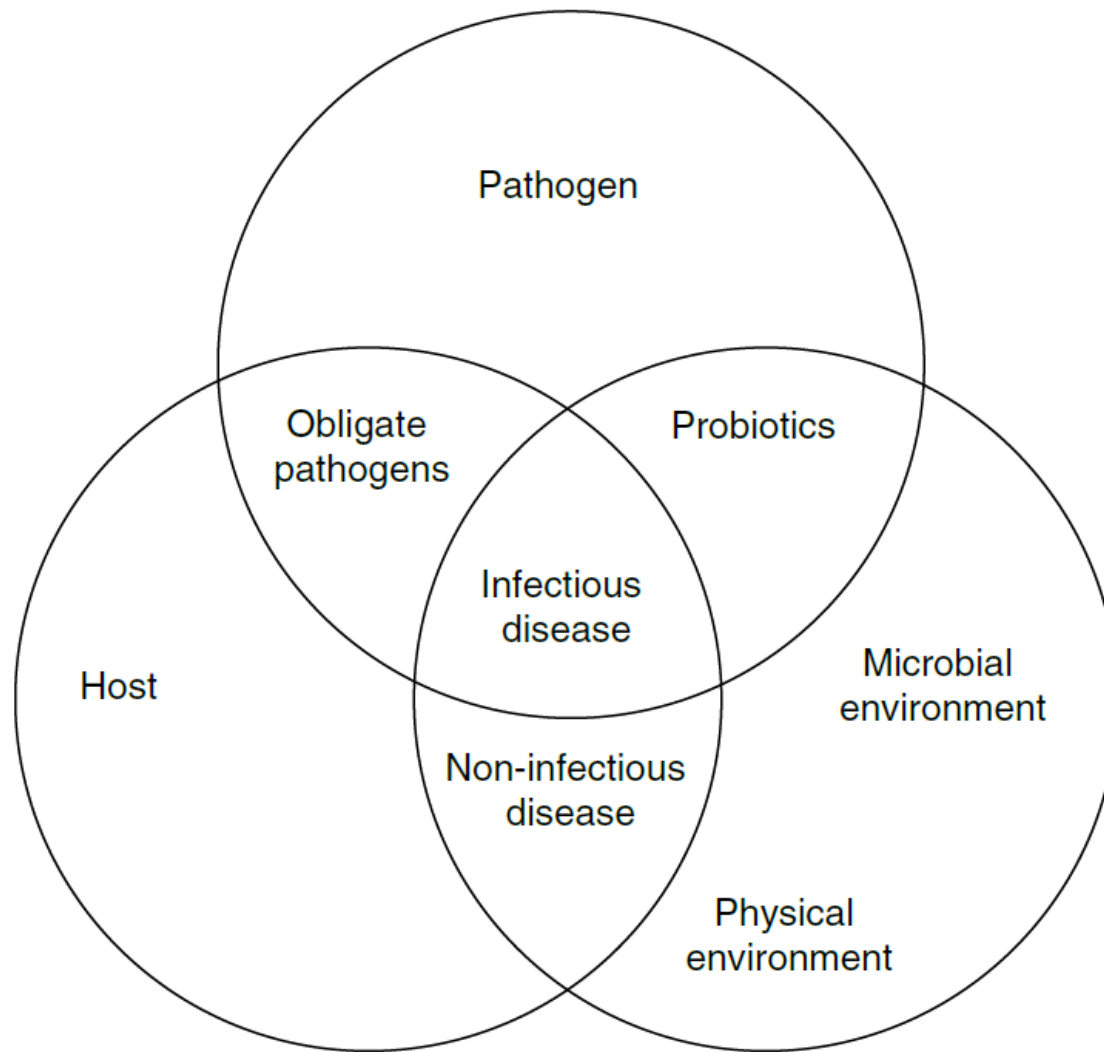 Pathogen
Obligate
pathogens
Probiotics
Infectious
disease
Host
Microbial
environment
Non-infectious
disease
Physical
environment